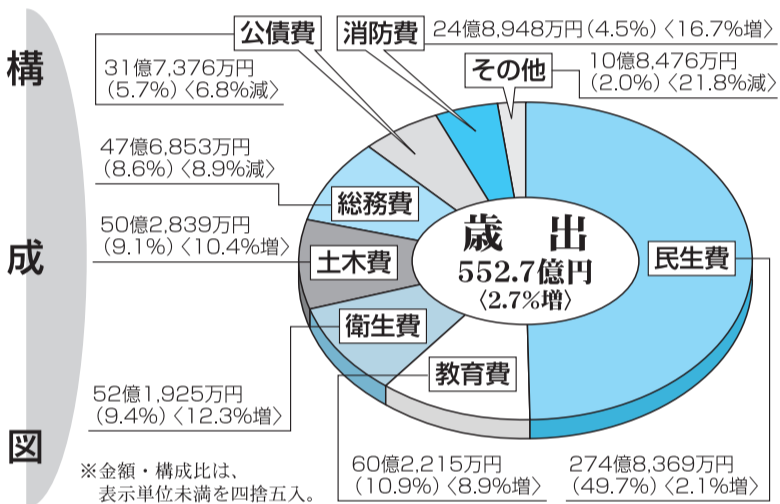 構成図
公債費
31億7,376万円
(5.7%)〈6.8%減〉
消防費
24億8,948万円(4.5%)〈16.7%増〉
その他
10億8,476万円
(2.0%)〈21.8%減〉
47億6,853万円
(8.6%)〈8.9%減〉
総務費
50億2,839万円
(9.1%)〈10.4%増〉
土木費
歳 出
552.7億円
〈2.7%増〉
民生費
衛生費
教育費
52億1,925万円
(9.4%)〈12.3%増〉
60億2,215万円
(10.9%)〈8.9%増〉
274億8,369万円
(49.7%)〈2.1%増〉
※金額・構成比は、
表示単位未満を四捨五入。